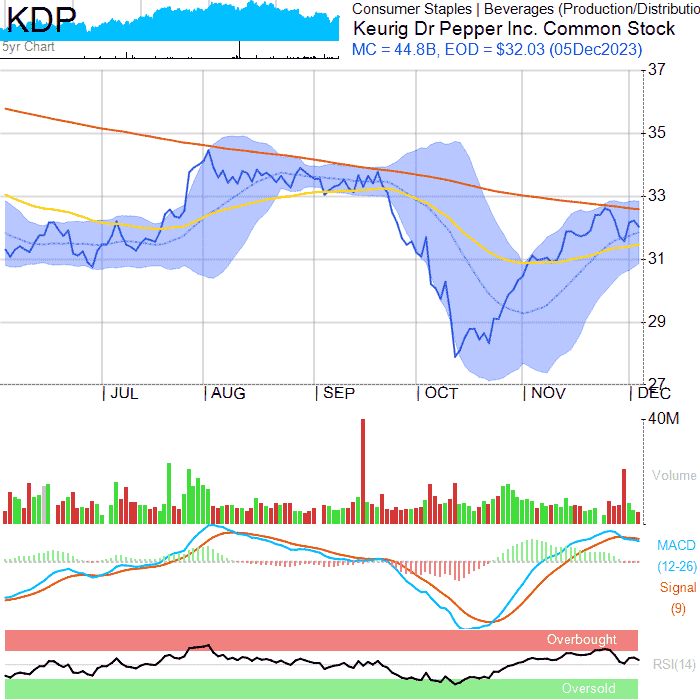 KDP
5yr Chart
Consumer Staples | Beverages (Production/Distributio
Keurig Dr Pepper Inc. Common Stock
MC = 44.8B, EOD = $32.03 (05Dec2023)
37
35
33
31
29
27
JUL AUG SEP OCT NOV DEC
40M
Volume
MACD
(12-26)
Signal
(9)
Overbought
RSI(14)
Oversold